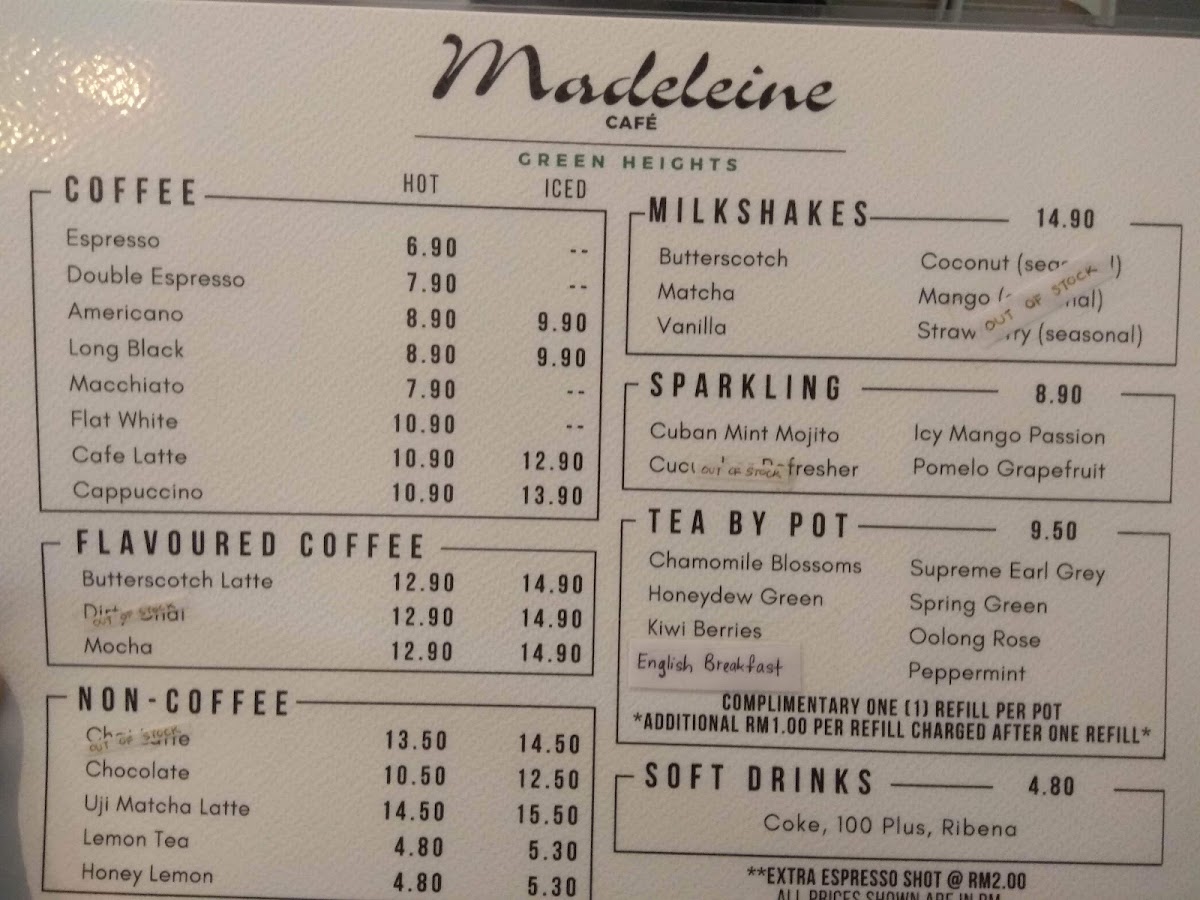 Madeleine
CAFÉ
GREEN HEIGHTS
COFFEE HOT ICED
Espresso 6.90 --
Double Espresso 7.90 --
Americano 8.90 9.90
Long Black 8.90 9.90
Macchiato 7.90 --
Flat White 10.90 --
Cafe Latte 10.90 12.90
Cappuccino 10.90 13.90
FLAVOURED COFFEE
Butterscotch Latte 12.90 14.90
OUT OF STOCK 12.90 14.90
Mocha 12.90 14.90
NON-COFFEE
OUT OF STOCK 13.50 14.50
Chocolate 10.50 12.50
Uji Matcha Latte 14.50 15.50
Lemon Tea 4.80 5.30
Honey Lemon 4.80 5.30
MILKSHAKES 14.90
Butterscotch Coconut
Matcha Mango
Vanilla (seasonal)
OUT OF STOCK
SPARKLING 8.90
Cuban Mint Mojito Icy Mango Passion
OUT OF STOCK Pomelo Grapefruit
TEA BY POT 9.50
Chamomile Blossoms Supreme Earl Grey
Honeydew Green Spring Green
Kiwi Berries Oolong Rose
English Breakfast Peppermint
COMPLIMENTARY ONE (1) REFILL PER POT
*ADDITIONAL RM1.00 PER REFILL CHARGED AFTER ONE REFILL*
SOFT DRINKS 4.80
Coke, 100 Plus, Ribena
**EXTRA ESPRESSO SHOT @ RM2.00
ALL PRICES SHOWN ARE IN RM